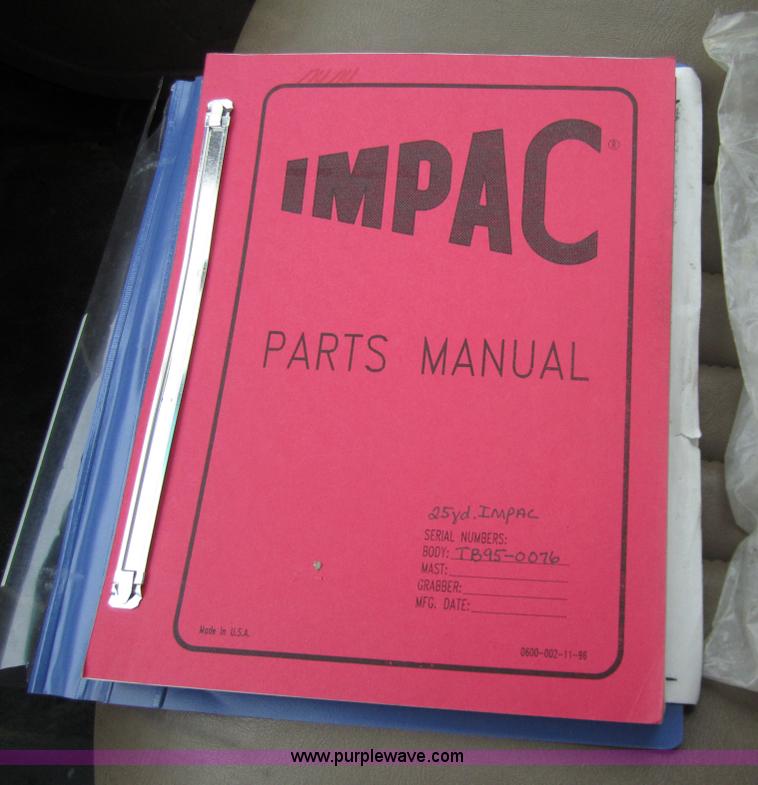 IMPAC®
PARTS MANUAL
25yd. IMPAC
SERIAL NUMBERS:
BODY: IB95-0076
MAST:
GRABBER:
MFG. DATE:
Made In U.S.A.
0600-002-11-96
www.purplewave.com